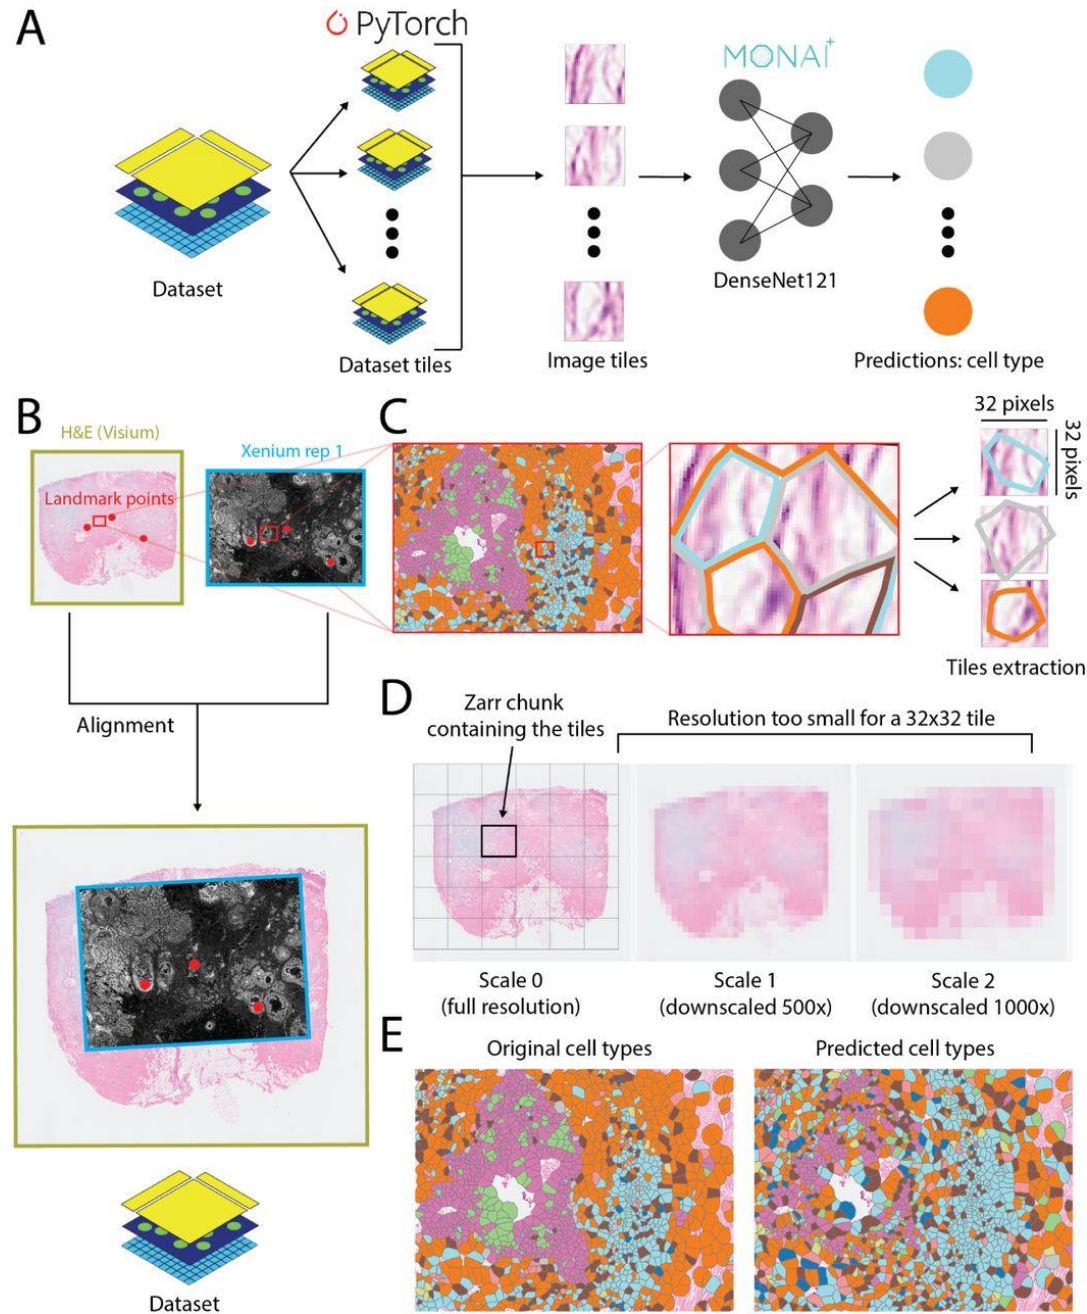 A
PyTorch
MONAI+
Dataset
DenseNet121
Dataset tiles
Image tiles
Predictions: cell type
B
H&E (Visium)
Landmark points
Xenium rep 1
C
32 pixels
32 pixels
Tiles extraction
Alignment
D
Zarr chunk
containing the tiles
Resolution too small for a 32x32 tile
Scale 0
(full resolution)
Scale 1
(downscaled 500x)
Scale 2
(downscaled 1000x)
E
Original cell types
Predicted cell types
Dataset